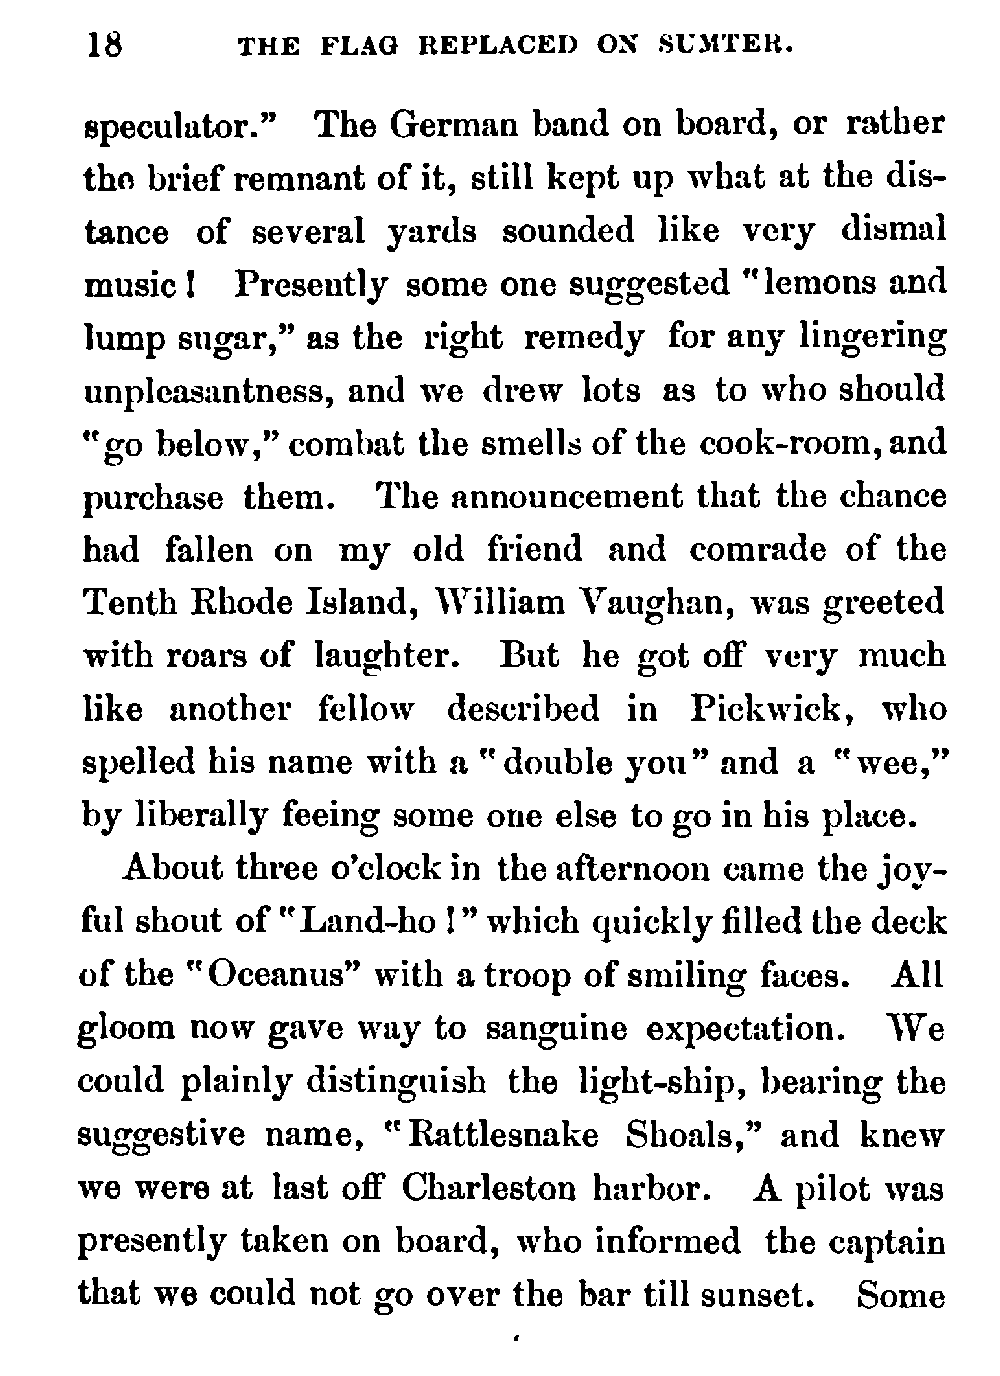 18 THE FLAG REPLACED ON SUMTER.
speculator.” The German band on board, or rather
the brief remnant of it, still kept up what at the dis-
tance of several yards sounded like very dismal
music! Presently some one suggested "lemons and
lump sugar,” as the right remedy for any lingering
unpleasantness, and we drew lots as to who should
"go below,” combat the smells of the cook-room, and
purchase them. The announcement that the chance
had fallen on my old friend and comrade of the
Tenth Rhode Island, William Vaughan, was greeted
with roars of laughter. But he got off very much
like another fellow described in Pickwick, who
spelled his name with a "double you” and a "wee,”
by liberally feeing some one else to go in his place.
About three o’clock in the afternoon came the joy-
ful shout of "Land-ho!” which quickly filled the deck
of the "Oceanus” with a troop of smiling faces. All
gloom now gave way to sanguine expectation. We
could plainly distinguish the light-ship, bearing the
suggestive name, "Rattlesnake Shoals,” and knew
we were at last off Charleston harbor. A pilot was
presently taken on board, who informed the captain
that we could not go over the bar till sunset. Some